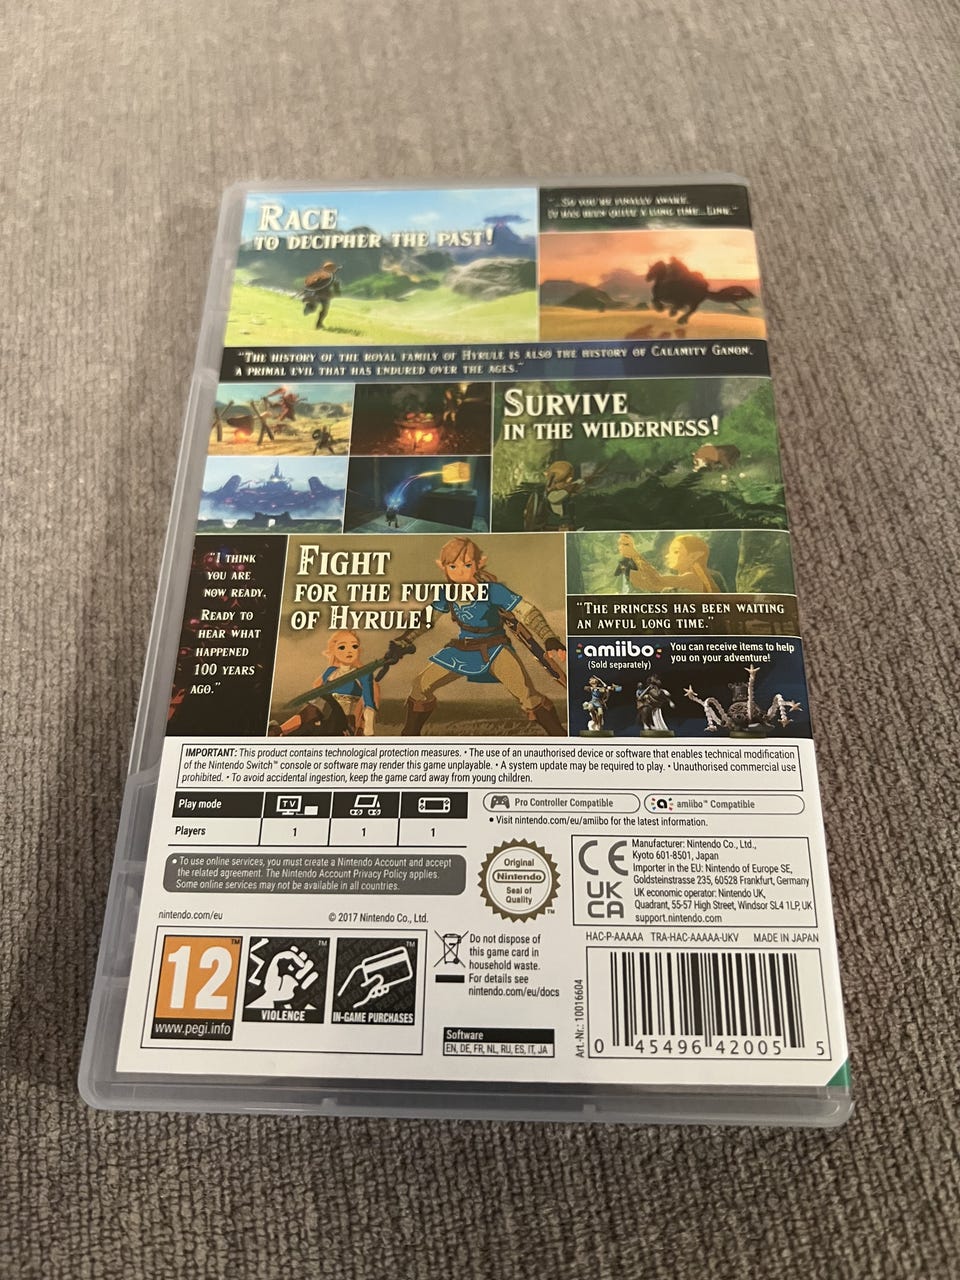 RACE
TO DECIPHER THE PAST!
"...SO YOU'RE FINALLY AWAKE.
IT HAS BEEN QUITE A LONG TIME...LINK."
"THE HISTORY OF THE ROYAL FAMILY OF HYRULE IS ALSO THE HISTORY OF CALAMITY GANON,
A PRIMAL EVIL THAT HAS ENDURED OVER THE AGES."
SURVIVE
IN THE WILDERNESS!
"I THINK
YOU ARE
NOW READY,
READY TO
HEAR WHAT
HAPPENED
100 YEARS
AGO."
FIGHT
FOR THE FUTURE
OF HYRULE!
"THE PRINCESS HAS BEEN WAITING
AN AWFUL LONG TIME."
amiibo
(Sold separately)
You can receive items to help
you on your adventure!
IMPORTANT: This product contains technological protection measures. • The use of an unauthorised device or software that enables technical modification
of the Nintendo Switch™ console or software may render this game unplayable. • A system update may be required to play. • Unauthorised commercial use
prohibited. • To avoid accidental ingestion, keep the game card away from young children.
Play mode
TV
Players 1 1 1
Pro Controller Compatible
amiibo™ Compatible
• Visit nintendo.com/eu/amiibo for the latest information.
• To use online services, you must create a Nintendo Account and accept
the related agreement. The Nintendo Account Privacy Policy applies.
Some online services may not be available in all countries.
Original
Nintendo
Seal of
Quality
TM
CE
UK
CA
Manufacturer: Nintendo Co., Ltd.,
Kyoto 601-8501, Japan
Importer in the EU: Nintendo of Europe SE,
Goldsteinstrasse 235, 60528 Frankfurt, Germany
UK economic operator: Nintendo UK,
Quadrant, 55-57 High Street, Windsor SL4 1LP, UK
support.nintendo.com
nintendo.com/eu
© 2017 Nintendo Co., Ltd.
HAC-P-AAAAA TRA-HAC-AAAAA-UKV MADE IN JAPAN
12
TM
www.pegi.info
TM
VIOLENCE
TM
IN-GAME PURCHASES
Do not dispose of
this game card in
household waste.
For details see
nintendo.com/eu/docs
Software
EN, DE, FR, NL, RU, ES, IT, JA
Art.-Nr.: 10016604
0 45496 42005 5